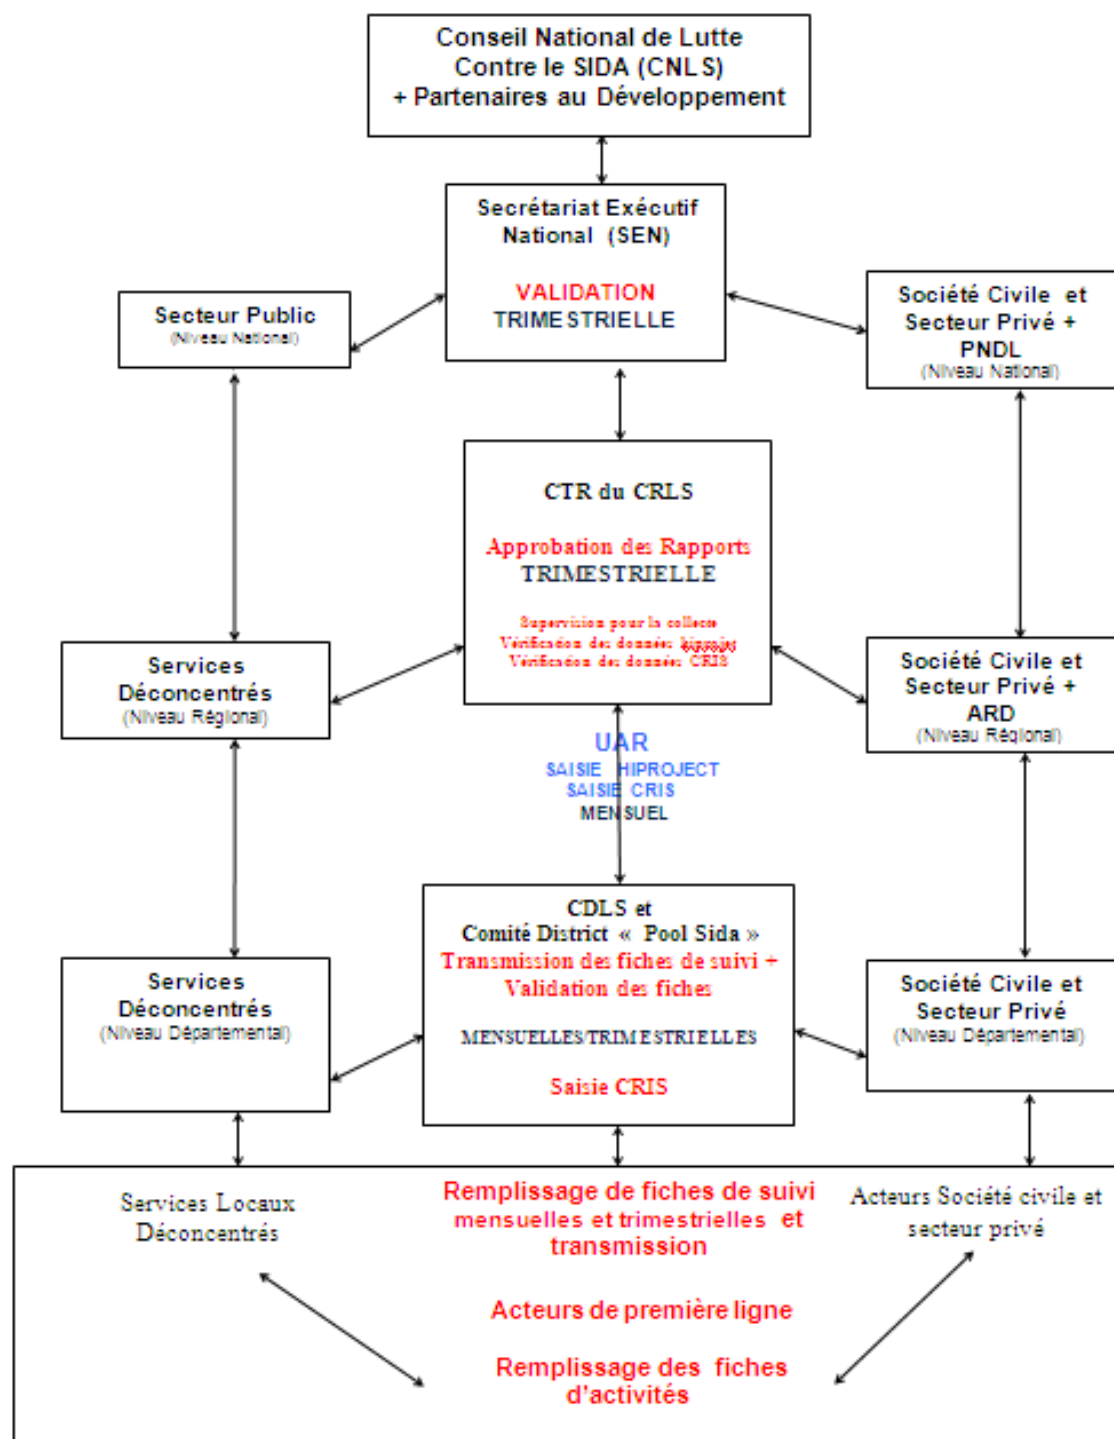 Conseil National de Lutte
Contre le SIDA (CNLS)
+ Partenaires au Développement
Secrétariat Exécutif
National (SEN)
VALIDATION
TRIMESTRIELLE
Secteur Public
(Niveau National)
Société Civile et
Secteur Privé +
PNDL
(Niveau National)
CTR du CRLS
Approbation des Rapports
TRIMESTRIELLE
Supervision pour la collecte
Vérification des données hiprojet
Vérification des données CRIS
Services
Déconcentrés
(Niveau Régional)
Société Civile et
Secteur Privé +
ARD
(Niveau Régional)
UAR
SAISIE HIPROJECT
SAISIE CRIS
MENSUEL
CDLS et
Comité District « Pool Sida »
Transmission des fiches de suivi +
Validation des fiches
MENSUELLES/TRIMESTRIELLES
Saisie CRIS
Services
Déconcentrés
(Niveau Départemental)
Société Civile et
Secteur Privé
(Niveau Départemental)
Services Locaux
Déconcentrés
Remplissage de fiches de suivi
mensuelles et trimestrielles et
transmission
Acteurs Société civile et
secteur privé
Acteurs de première ligne
Remplissage des fiches
d'activités